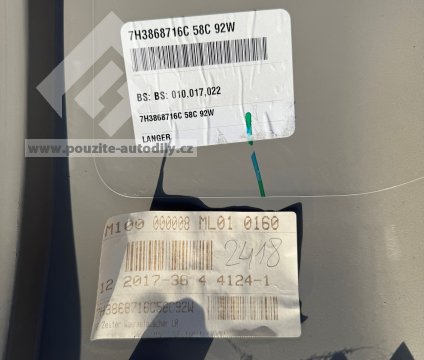 7H3868716C 58C 92W
BS: BS: 010.017.022
7H3868716C 58C 92W
LANGER
www.pouzite-autodily.cz
M100 000008 ML01 0160
2418
12 2017-36 4 4124-1
7H3868716C58C92W